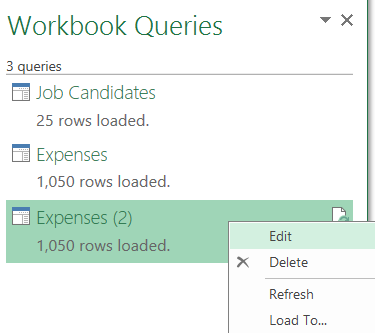 Workbook Queries
3 queries
Job Candidates
25 rows loaded.
Expenses
1,050 rows loaded.
Expenses (2)
1,050 rows loaded.
Edit
Delete
Refresh
Load To...